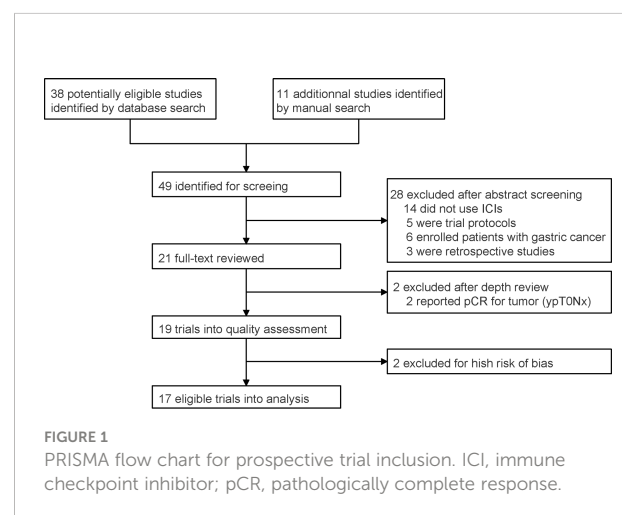 38 potentially eligible studies
identified by database search
11 additionnal studies identified
by manual search
49 identified for screeing
28 excluded after abstract screening
14 did not use ICIs
5 were trial protocols
6 enrolled patients with gastric cancer
3 were retrospective studies
21 full-text reviewed
2 excluded after depth review
2 reported pCR for tumor (ypT0Nx)
19 trials into quality assessment
2 excluded for hish risk of bias
17 eligible trials into analysis
FIGURE 1
PRISMA flow chart for prospective trial inclusion. ICI, immune
checkpoint inhibitor; pCR, pathologically complete response.